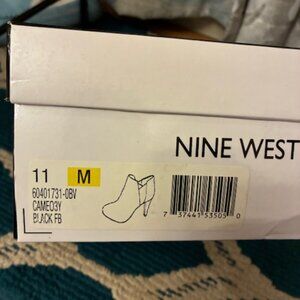 NINE WEST
11 M
60401731-0BV
CAMEO3Y
BLACK FB
7 37441 53505 0